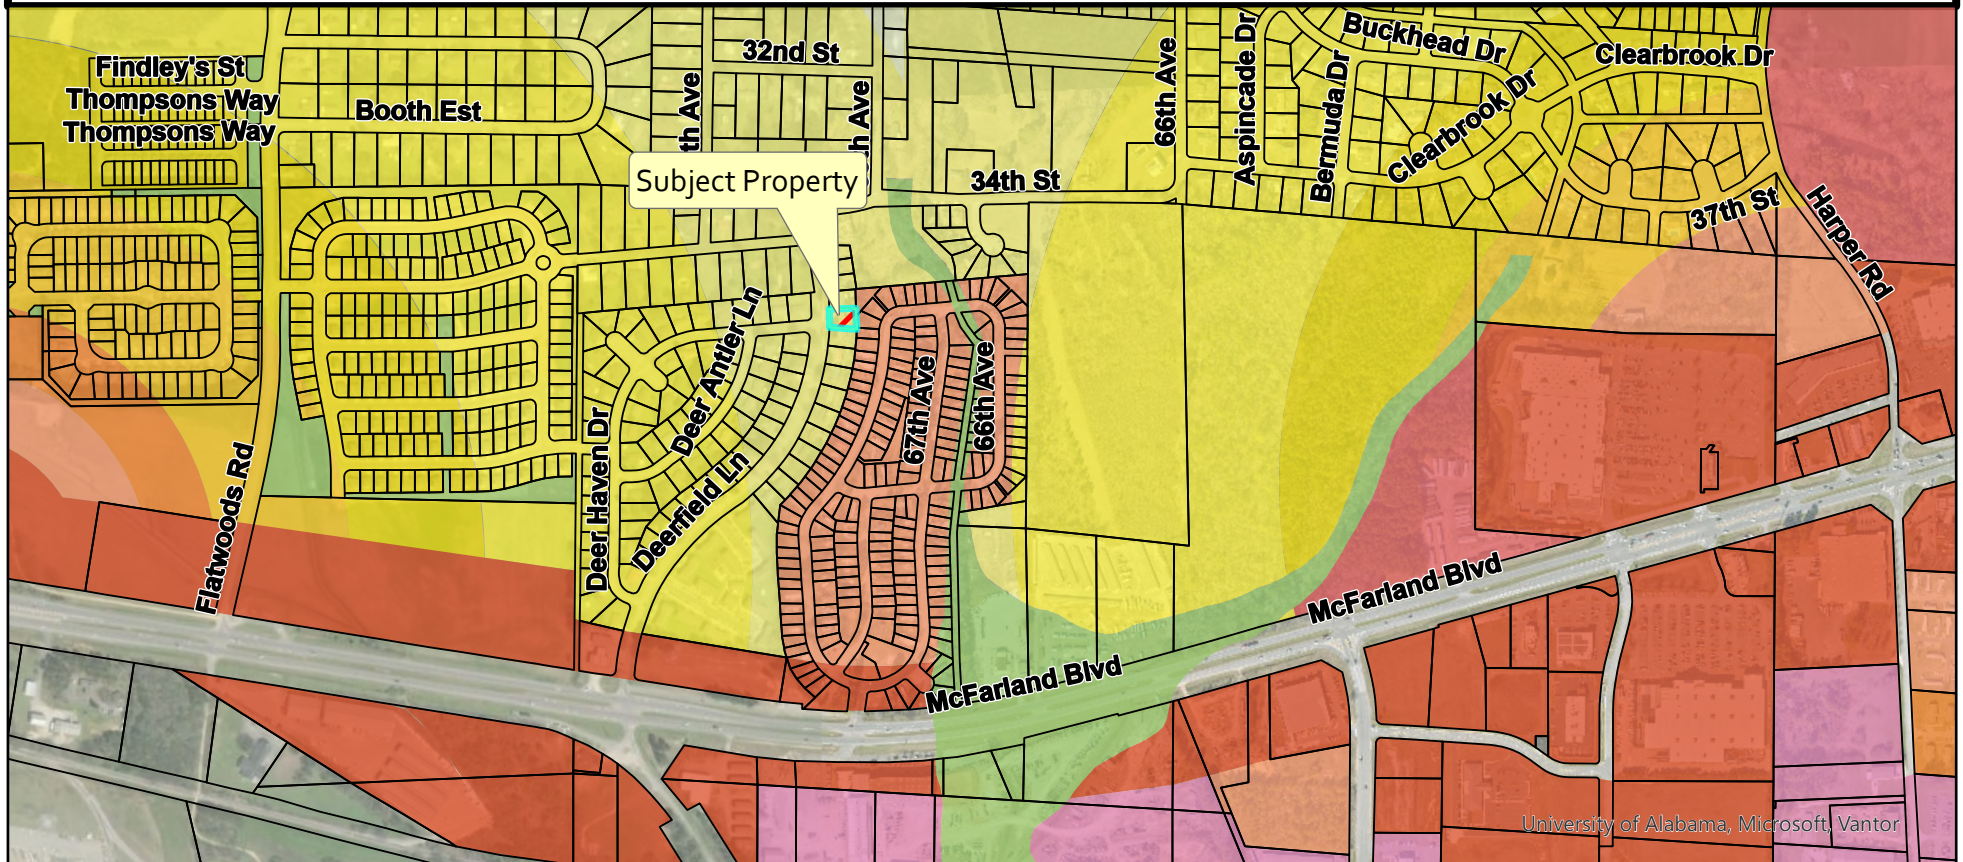 Findley's St
Thompsons Way
Thompsons Way
Booth Est
32nd St
66th Ave
Aspincade Dr
Buckhead Dr
Bermuda Dr
Clearbrook Dr
Clearbrook Dr
Subject Property
34th St
37th St
Harper Rd
Deer Antler Ln
67th Ave
66th Ave
Flatwoods Rd
Deer Haven Dr
Deerfield Ln
McFarland Blvd
McFarland Blvd
University of Alabama, Microsoft, Vantor